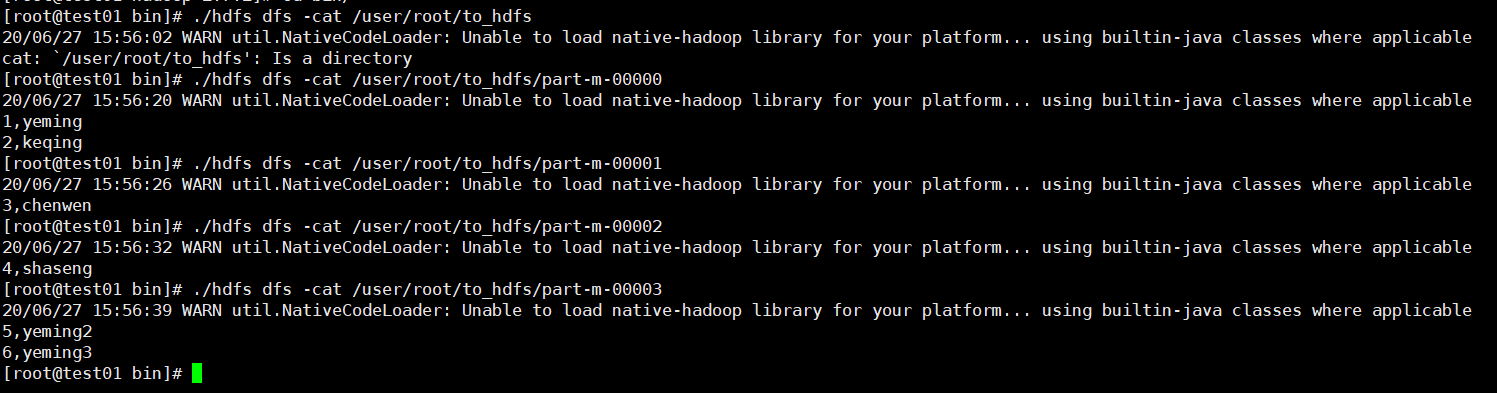 [root@test01 bin]# ./hdfs dfs -cat /user/root/to_hdfs
20/06/27 15:56:02 WARN util.NativeCodeLoader: Unable to load native-hadoop library for your platform... using builtin-java classes where applicable
cat: `/user/root/to_hdfs': Is a directory
[root@test01 bin]# ./hdfs dfs -cat /user/root/to_hdfs/part-m-00000
20/06/27 15:56:20 WARN util.NativeCodeLoader: Unable to load native-hadoop library for your platform... using builtin-java classes where applicable
1,yeming
2,keqing
[root@test01 bin]# ./hdfs dfs -cat /user/root/to_hdfs/part-m-00001
20/06/27 15:56:26 WARN util.NativeCodeLoader: Unable to load native-hadoop library for your platform... using builtin-java classes where applicable
3,chenwen
[root@test01 bin]# ./hdfs dfs -cat /user/root/to_hdfs/part-m-00002
20/06/27 15:56:32 WARN util.NativeCodeLoader: Unable to load native-hadoop library for your platform... using builtin-java classes where applicable
4,shaseng
[root@test01 bin]# ./hdfs dfs -cat /user/root/to_hdfs/part-m-00003
20/06/27 15:56:39 WARN util.NativeCodeLoader: Unable to load native-hadoop library for your platform... using builtin-java classes where applicable
5,yeming2
6,yeming3
[root@test01 bin]#